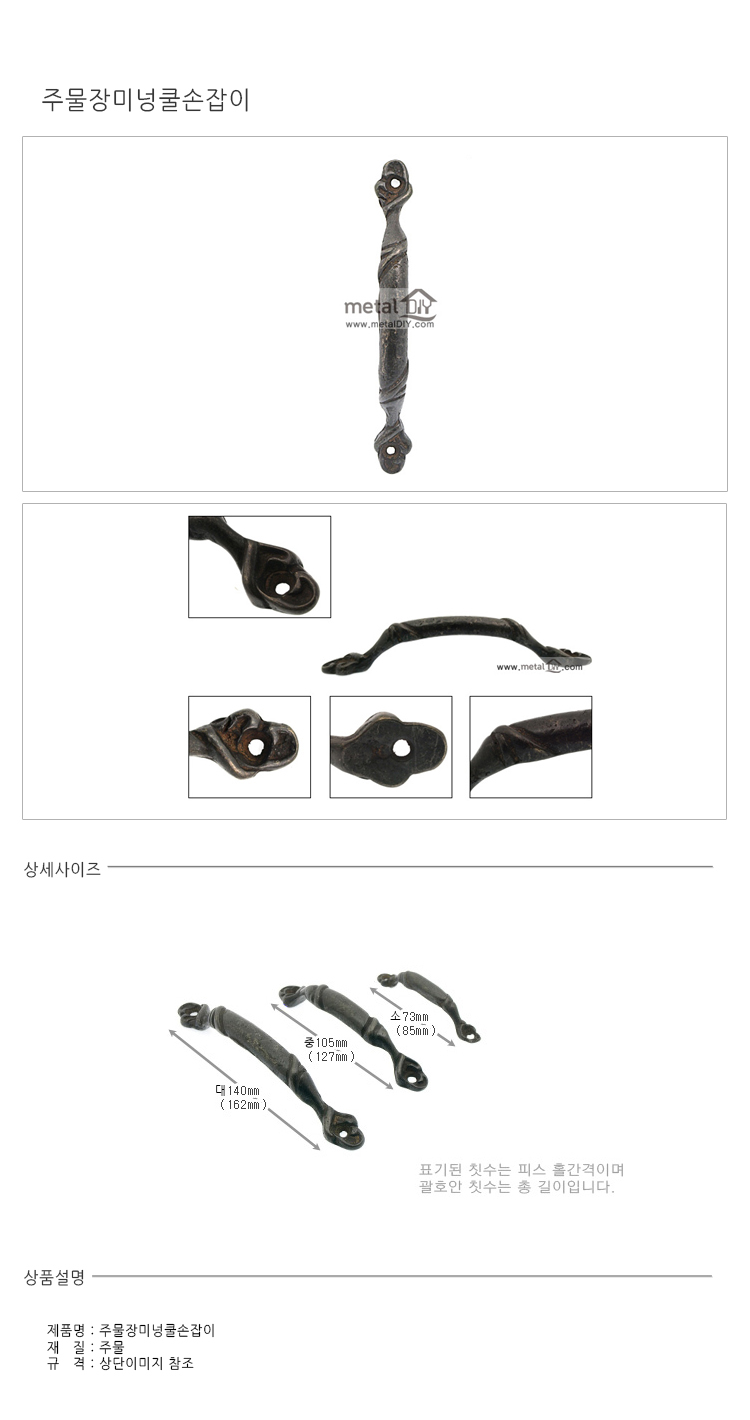 주물장미넝쿨손잡이
metal DIY
www.metalDIY.com
www.metalDIY.com
상세사이즈
소73mm
(85mm)
중105mm
(127mm)
대140mm
(162mm)
표기된 칫수는 피스 홀간격이며
괄호안 칫수는 총 길이입니다.
상품설명
제품명 : 주물장미넝쿨손잡이
재 질 : 주물
규 격 : 상단이미지 참조